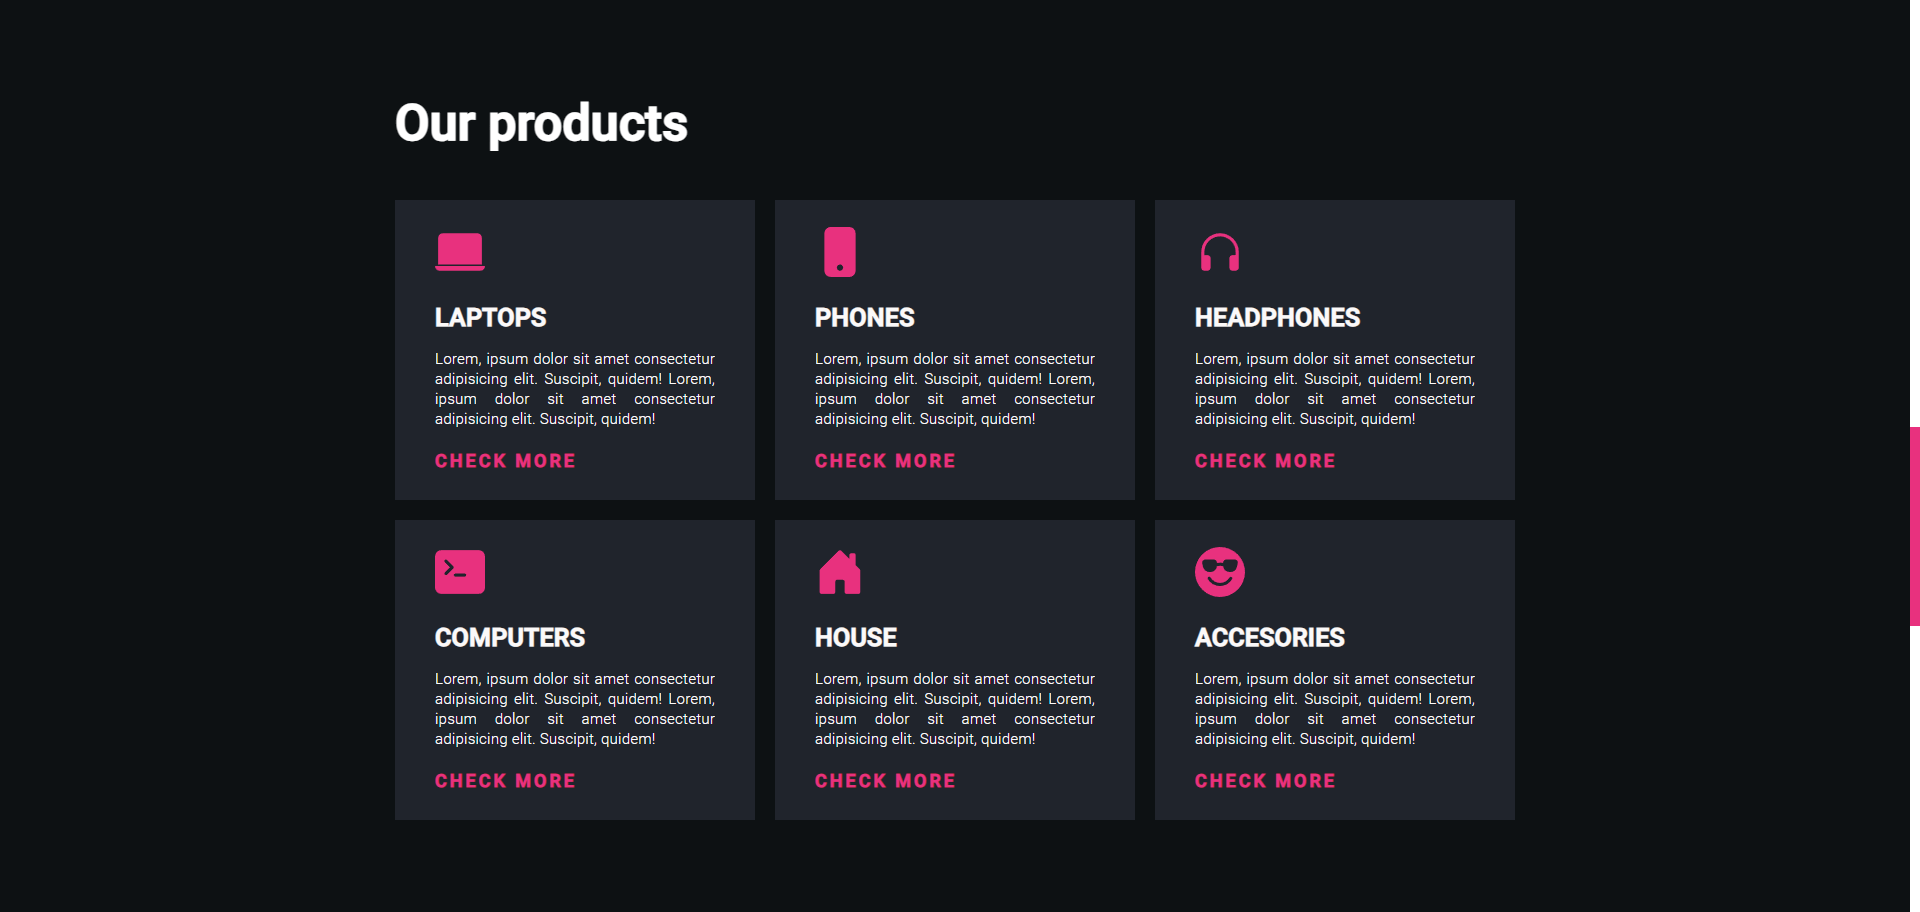 Our products
LAPTOPS
Lorem, ipsum dolor sit amet consectetur
adipisicing elit. Suscipit, quidem! Lorem,
ipsum dolor sit amet consectetur
adipisicing elit. Suscipit, quidem!
CHECK MORE
PHONES
Lorem, ipsum dolor sit amet consectetur
adipisicing elit. Suscipit, quidem! Lorem,
ipsum dolor sit amet consectetur
adipisicing elit. Suscipit, quidem!
CHECK MORE
HEADPHONES
Lorem, ipsum dolor sit amet consectetur
adipisicing elit. Suscipit, quidem! Lorem,
ipsum dolor sit amet consectetur
adipisicing elit. Suscipit, quidem!
CHECK MORE
COMPUTERS
Lorem, ipsum dolor sit amet consectetur
adipisicing elit. Suscipit, quidem! Lorem,
ipsum dolor sit amet consectetur
adipisicing elit. Suscipit, quidem!
CHECK MORE
HOUSE
Lorem, ipsum dolor sit amet consectetur
adipisicing elit. Suscipit, quidem! Lorem,
ipsum dolor sit amet consectetur
adipisicing elit. Suscipit, quidem!
CHECK MORE
ACCESORIES
Lorem, ipsum dolor sit amet consectetur
adipisicing elit. Suscipit, quidem! Lorem,
ipsum dolor sit amet consectetur
adipisicing elit. Suscipit, quidem!
CHECK MORE